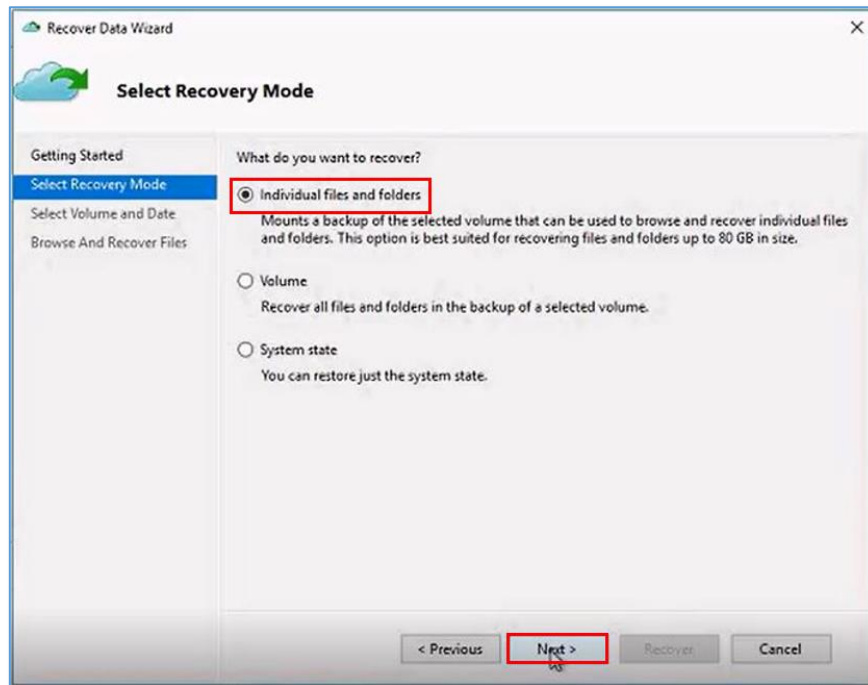 Recover Data Wizard
Select Recovery Mode
Getting Started
Select Recovery Mode
Select Volume and Date
Browse And Recover Files
What do you want to recover?
Individual files and folders
Mounts a backup of the selected volume that can be used to browse and recover individual files
and folders. This option is best suited for recovering files and folders up to 80 GB in size.
Volume
Recover all files and folders in the backup of a selected volume.
System state
You can restore just the system state.
< Previous
Next >
Recover
Cancel